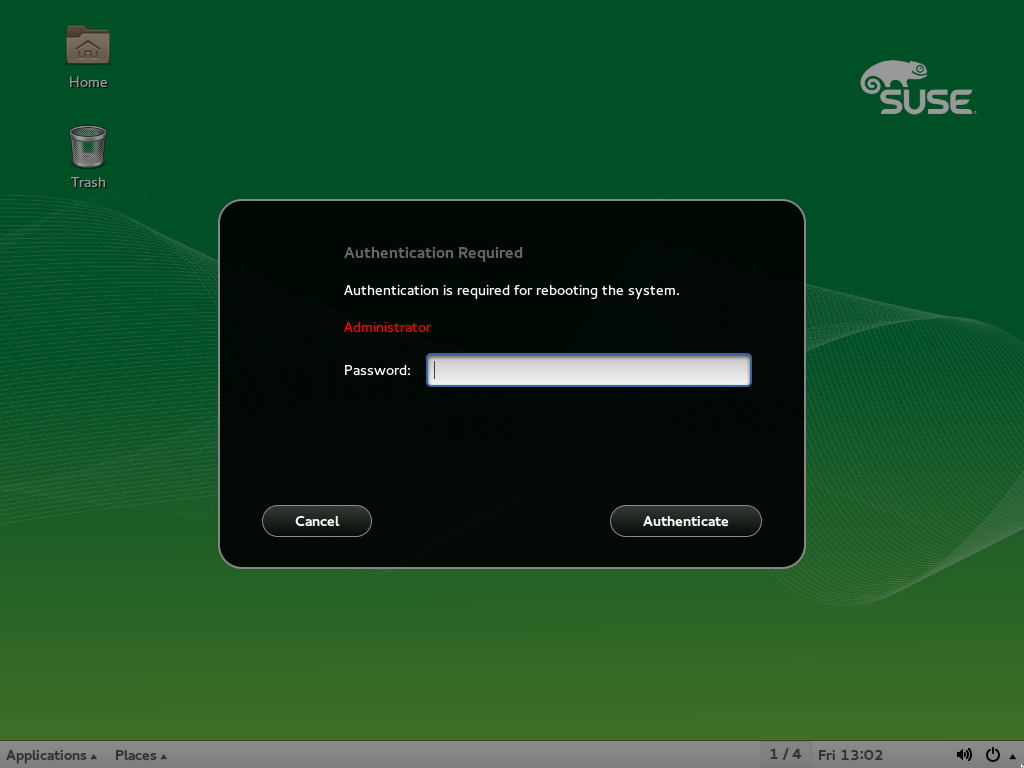 Home
SUSE
Trash
Authentication Required
Authentication is required for rebooting the system.
Administrator
Password:
Cancel
Authenticate
Applications
Places
1 / 4
Fri 13:02